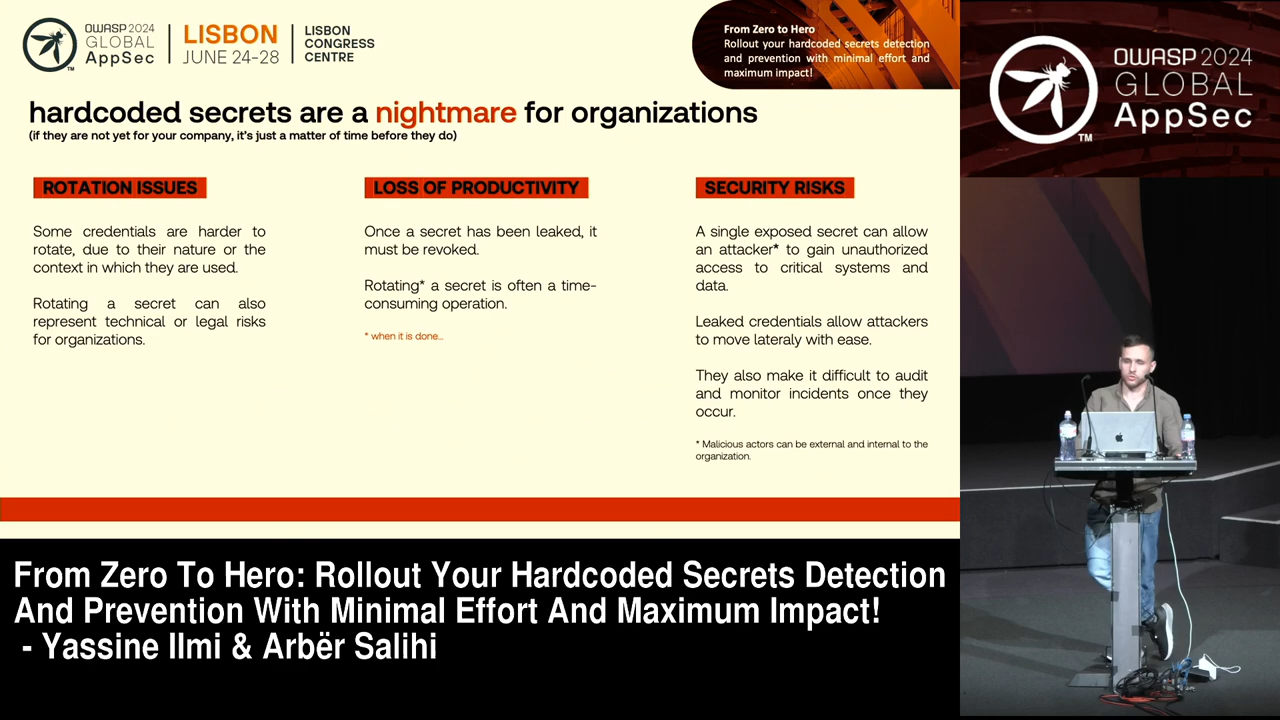 OWASP 2024
GLOBAL
AppSec
TM
LISBON
JUNE 24-28
LISBON
CONGRESS
CENTRE
From Zero to Hero
Rollout your hardcoded secrets detection
and prevention with minimal effort and
maximum impact!
OWASP 2024
GLOBAL
AppSec
TM
hardcoded secrets are a nightmare for organizations
(if they are not yet for your company, it's just a matter of time before they do)
ROTATION ISSUES
Some credentials are harder to
rotate, due to their nature or the
context in which they are used.
Rotating a secret can also
represent technical or legal risks
for organizations.
LOSS OF PRODUCTIVITY
Once a secret has been leaked, it
must be revoked.
Rotating* a secret is often a time-
consuming operation.
* when it is done...
SECURITY RISKS
A single exposed secret can allow
an attacker* to gain unauthorized
access to critical systems and
data.
Leaked credentials allow attackers
to move lateraly with ease.
They also make it difficult to audit
and monitor incidents once they
occur.
* Malicious actors can be external and internal to the
organization.
From Zero To Hero: Rollout Your Hardcoded Secrets Detection
And Prevention With Minimal Effort And Maximum Impact!
- Yassine Ilmi & Arbër Salihi